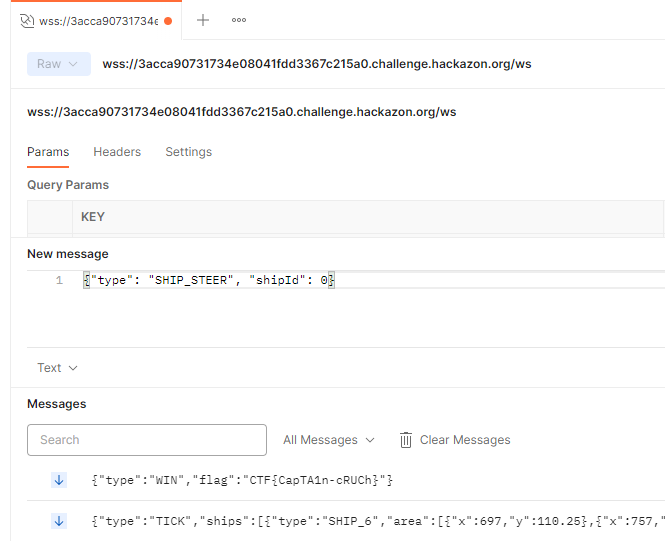 wss://3acca90731734e
Raw wss://3acca90731734e08041fdd3367c215a0.challenge.hackazon.org/ws
wss://3acca90731734e08041fdd3367c215a0.challenge.hackazon.org/ws
Params Headers Settings
Query Params
KEY
New message
1 {"type": "SHIP_STEER", "shipId": 0}
Text
Messages
Search All Messages Clear Messages
{"type":"WIN","flag":"CTF{CapTA1n-cRUCh}"}
{"type":"TICK","ships":[{"type":"SHIP_6","area":[{"x":697,"y":110.25},{"x":757,"